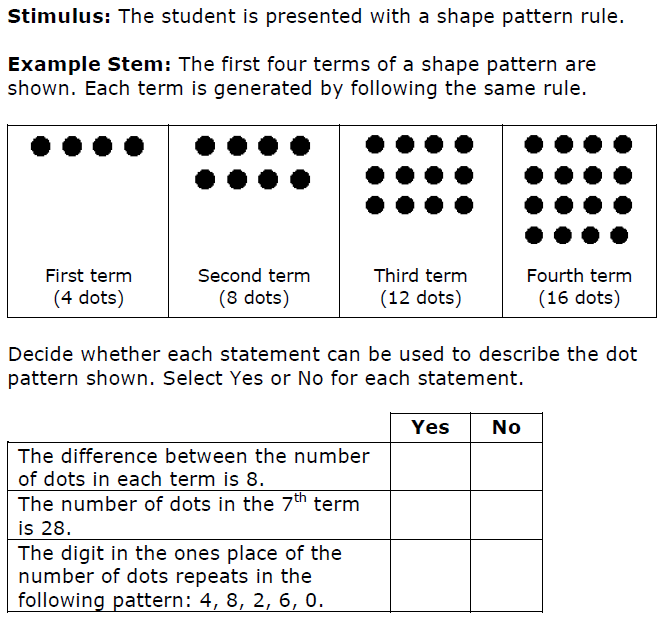 Stimulus: The student is presented with a shape pattern rule.
Example Stem: The first four terms of a shape pattern are
shown. Each term is generated by following the same rule.
First term
(4 dots)
Second term
(8 dots)
Third term
(12 dots)
Fourth term
(16 dots)
Decide whether each statement can be used to describe the dot
pattern shown. Select Yes or No for each statement.
Yes No
The difference between the number
of dots in each term is 8.
The number of dots in the 7th term
is 28.
The digit in the ones place of the
number of dots repeats in the
following pattern: 4, 8, 2, 6, 0.